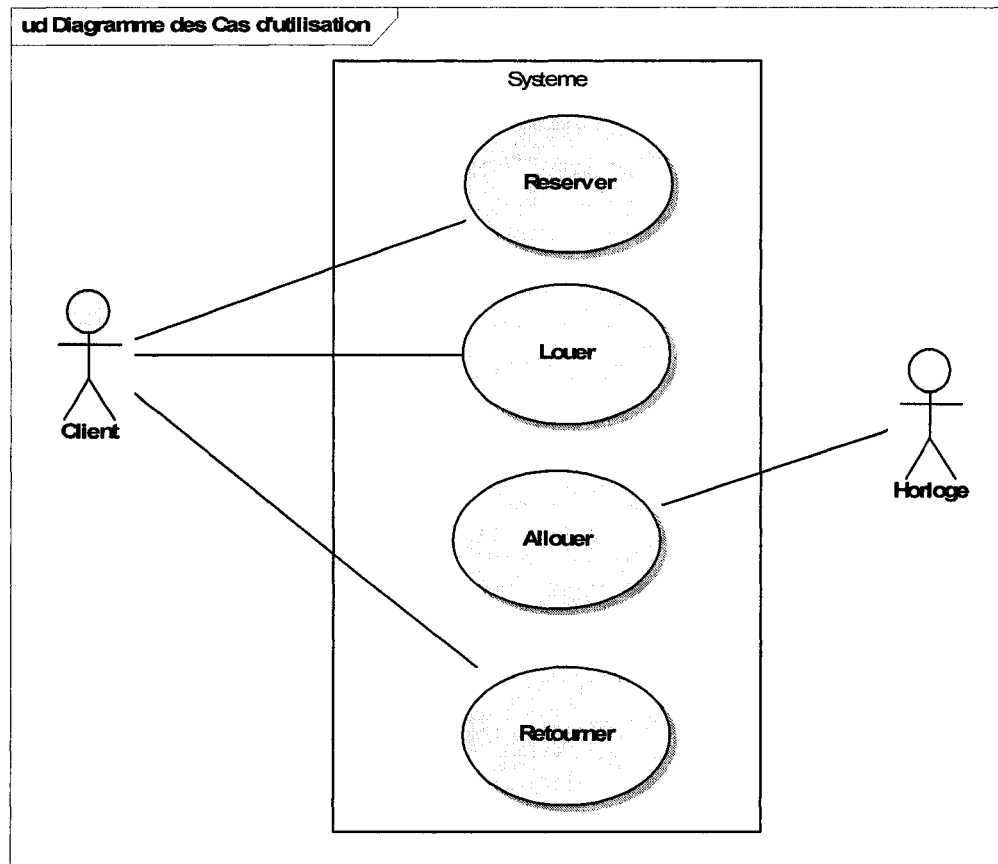 ud Diagramme des Cas d'utilisation
Systeme
Reserver
Louer
Client
Horloge
Allouer
Retourner